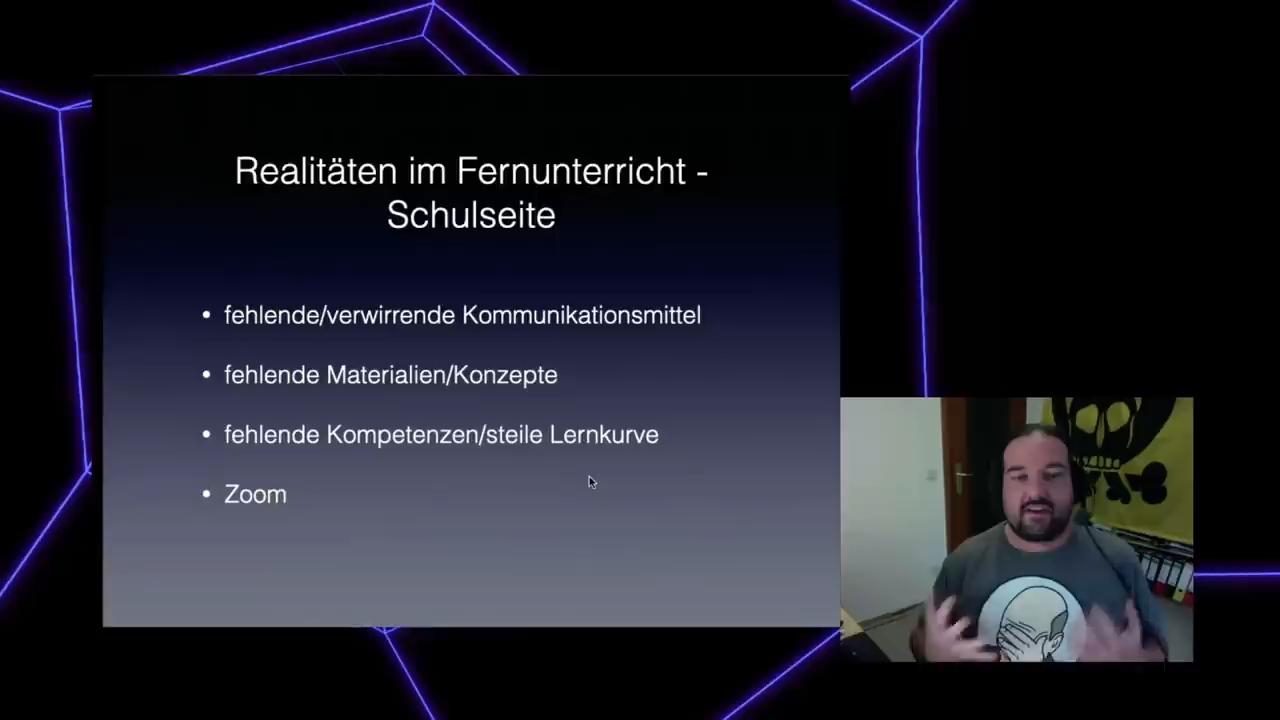 Realitäten im Fernunterricht -
Schulseite
• fehlende/verwirrende Kommunikationsmittel
• fehlende Materialien/Konzepte
• fehlende Kompetenzen/steile Lernkurve
• Zoom